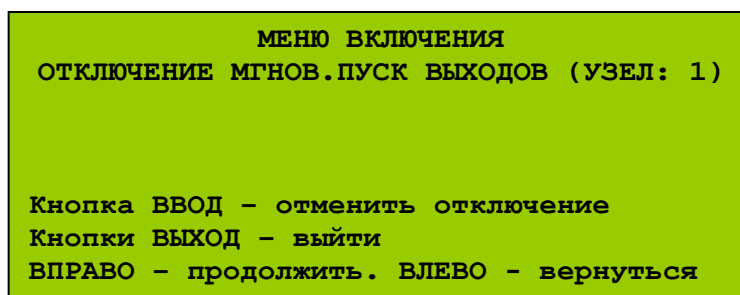 МЕНЮ ВКЛЮЧЕНИЯ
ОТКЛЮЧЕНИЕ МГНОВ.ПУСК ВЫХОДОВ (УЗЕЛ: 1)
Кнопка ВВОД – отменить отключение
Кнопки ВЫХОД – выйти
ВПРАВО – продолжить. ВЛЕВО - вернуться